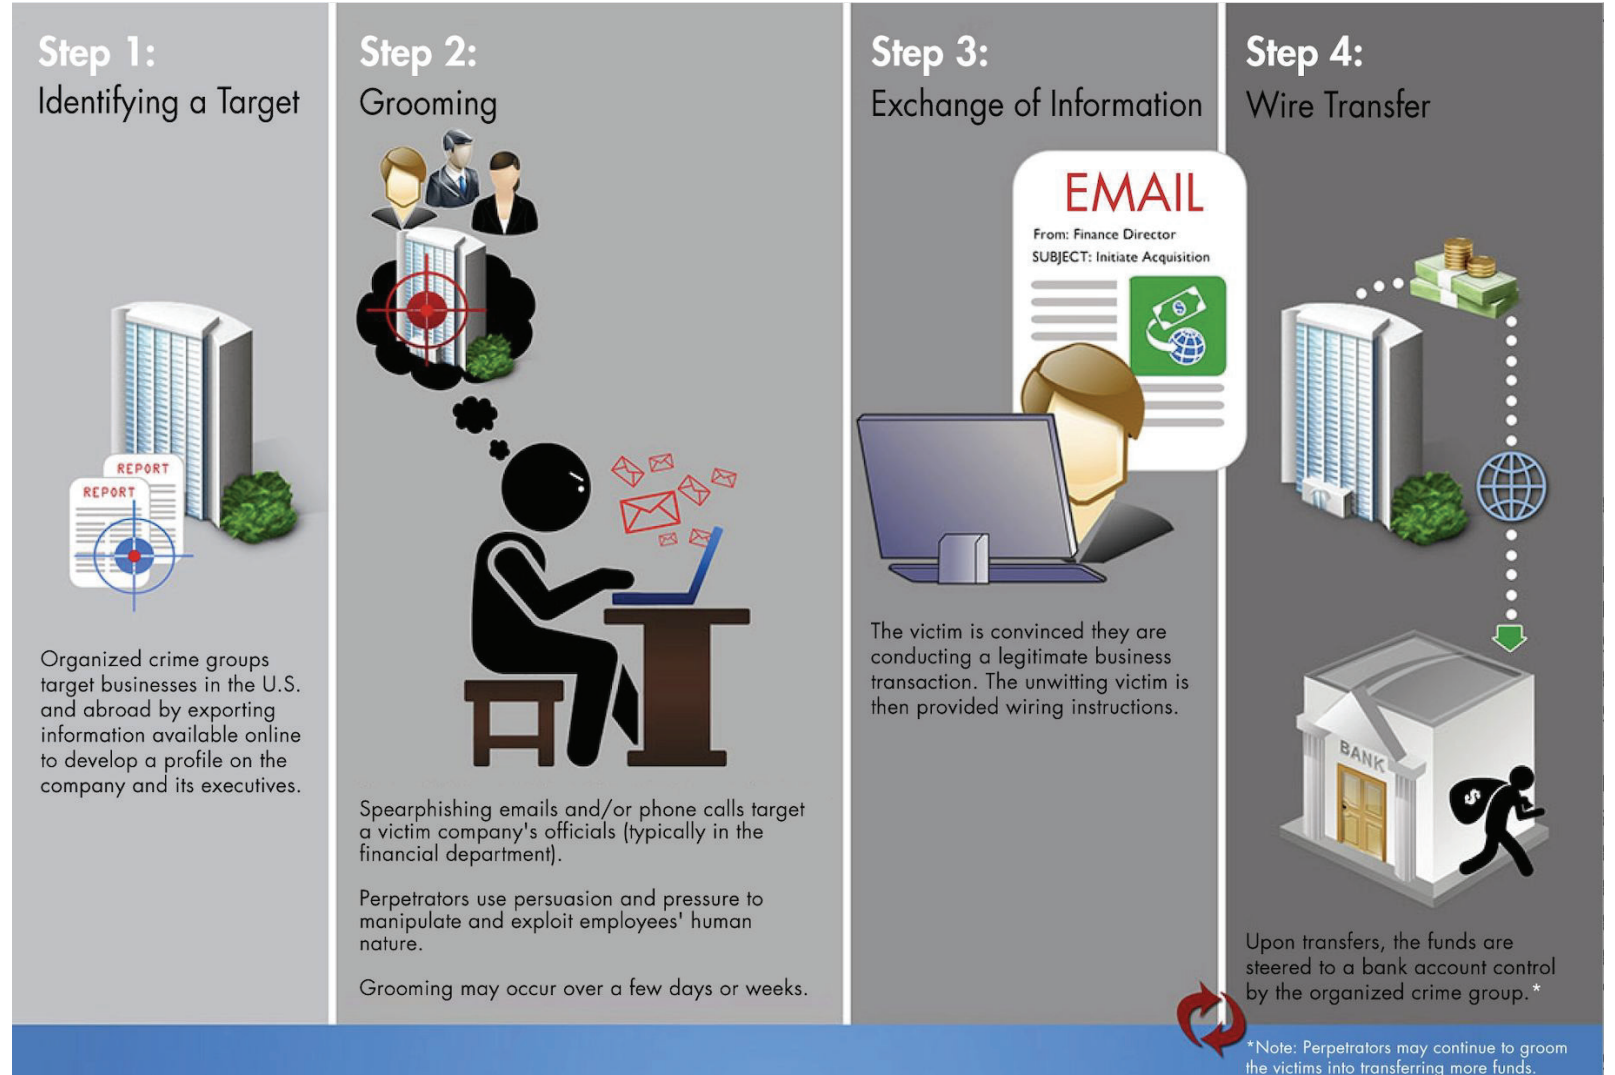 Step 1:
Identifying a Target
REPORT
REPORT
Organized crime groups
target businesses in the U.S.
and abroad by exporting
information available online
to develop a profile on the
company and its executives.
Step 2:
Grooming
Spearphishing emails and/or phone calls target
a victim company's officials (typically in the
financial department).
Perpetrators use persuasion and pressure to
manipulate and exploit employees' human
nature.
Grooming may occur over a few days or weeks.
Step 3:
Exchange of Information
EMAIL
From: Finance Director
SUBJECT: Initiate Acquisition
$
The victim is convinced they are
conducting a legitimate business
transaction. The unwitting victim is
then provided wiring instructions.
Step 4:
Wire Transfer
BANK
$
Upon transfers, the funds are
steered to a bank account control
by the organized crime group.*
*Note: Perpetrators may continue to groom
the victims into transferring more funds.